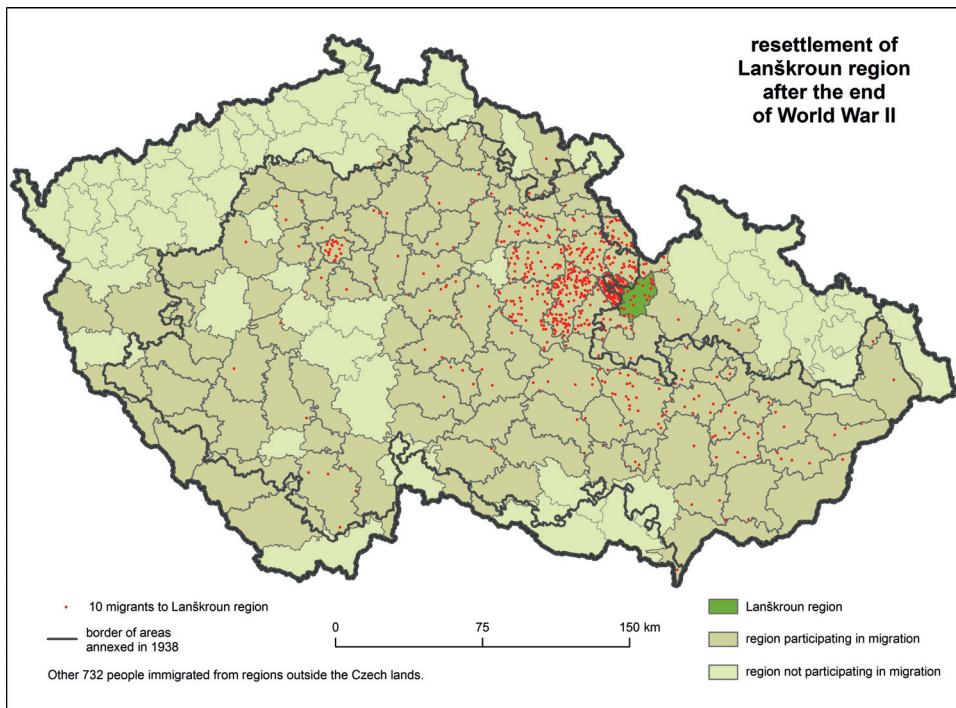 resettlement of
Lanškroun region
after the end
of World War II
10 migrants to Lanškroun region
border of areas
annexed in 1938
0 75 150 km
Lanškroun region
region participating in migration
region not participating in migration
Other 732 people immigrated from regions outside the Czech lands.